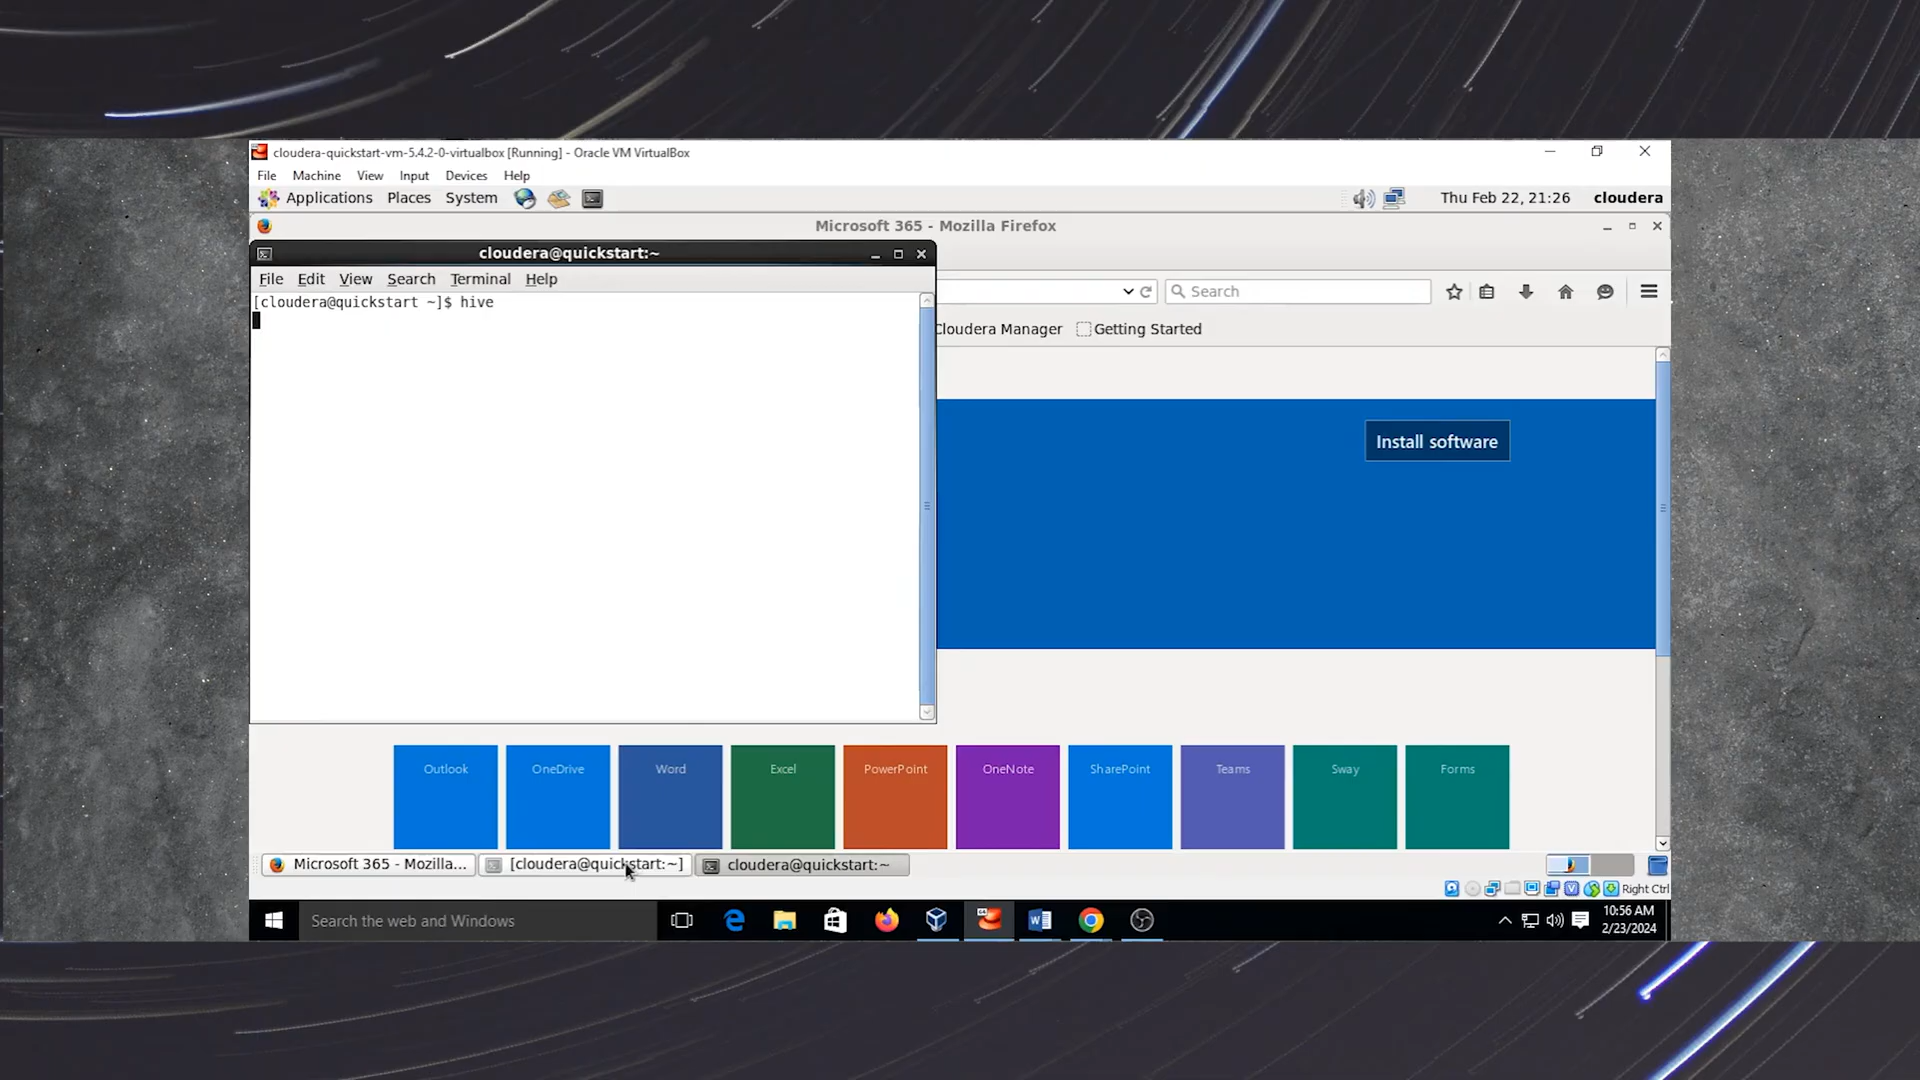 cloudera-quickstart-vm-5.4.2-0-virtualbox [Running] - Oracle VM VirtualBox
File Machine View Input Devices Help
Applications Places System Thu Feb 22, 21:26 cloudera
Microsoft 365 - Mozilla Firefox
cloudera@quickstart:~
File Edit View Search Terminal Help
[cloudera@quickstart ~]$ hive
Search
Cloudera Manager Getting Started
Install software
Outlook OneDrive Word Excel PowerPoint OneNote SharePoint Teams Sway Forms
Microsoft 365 - Mozilla... [cloudera@quickstart:~] cloudera@quickstart:~
Right Ctrl
Search the web and Windows
10:56 AM
2/23/2024